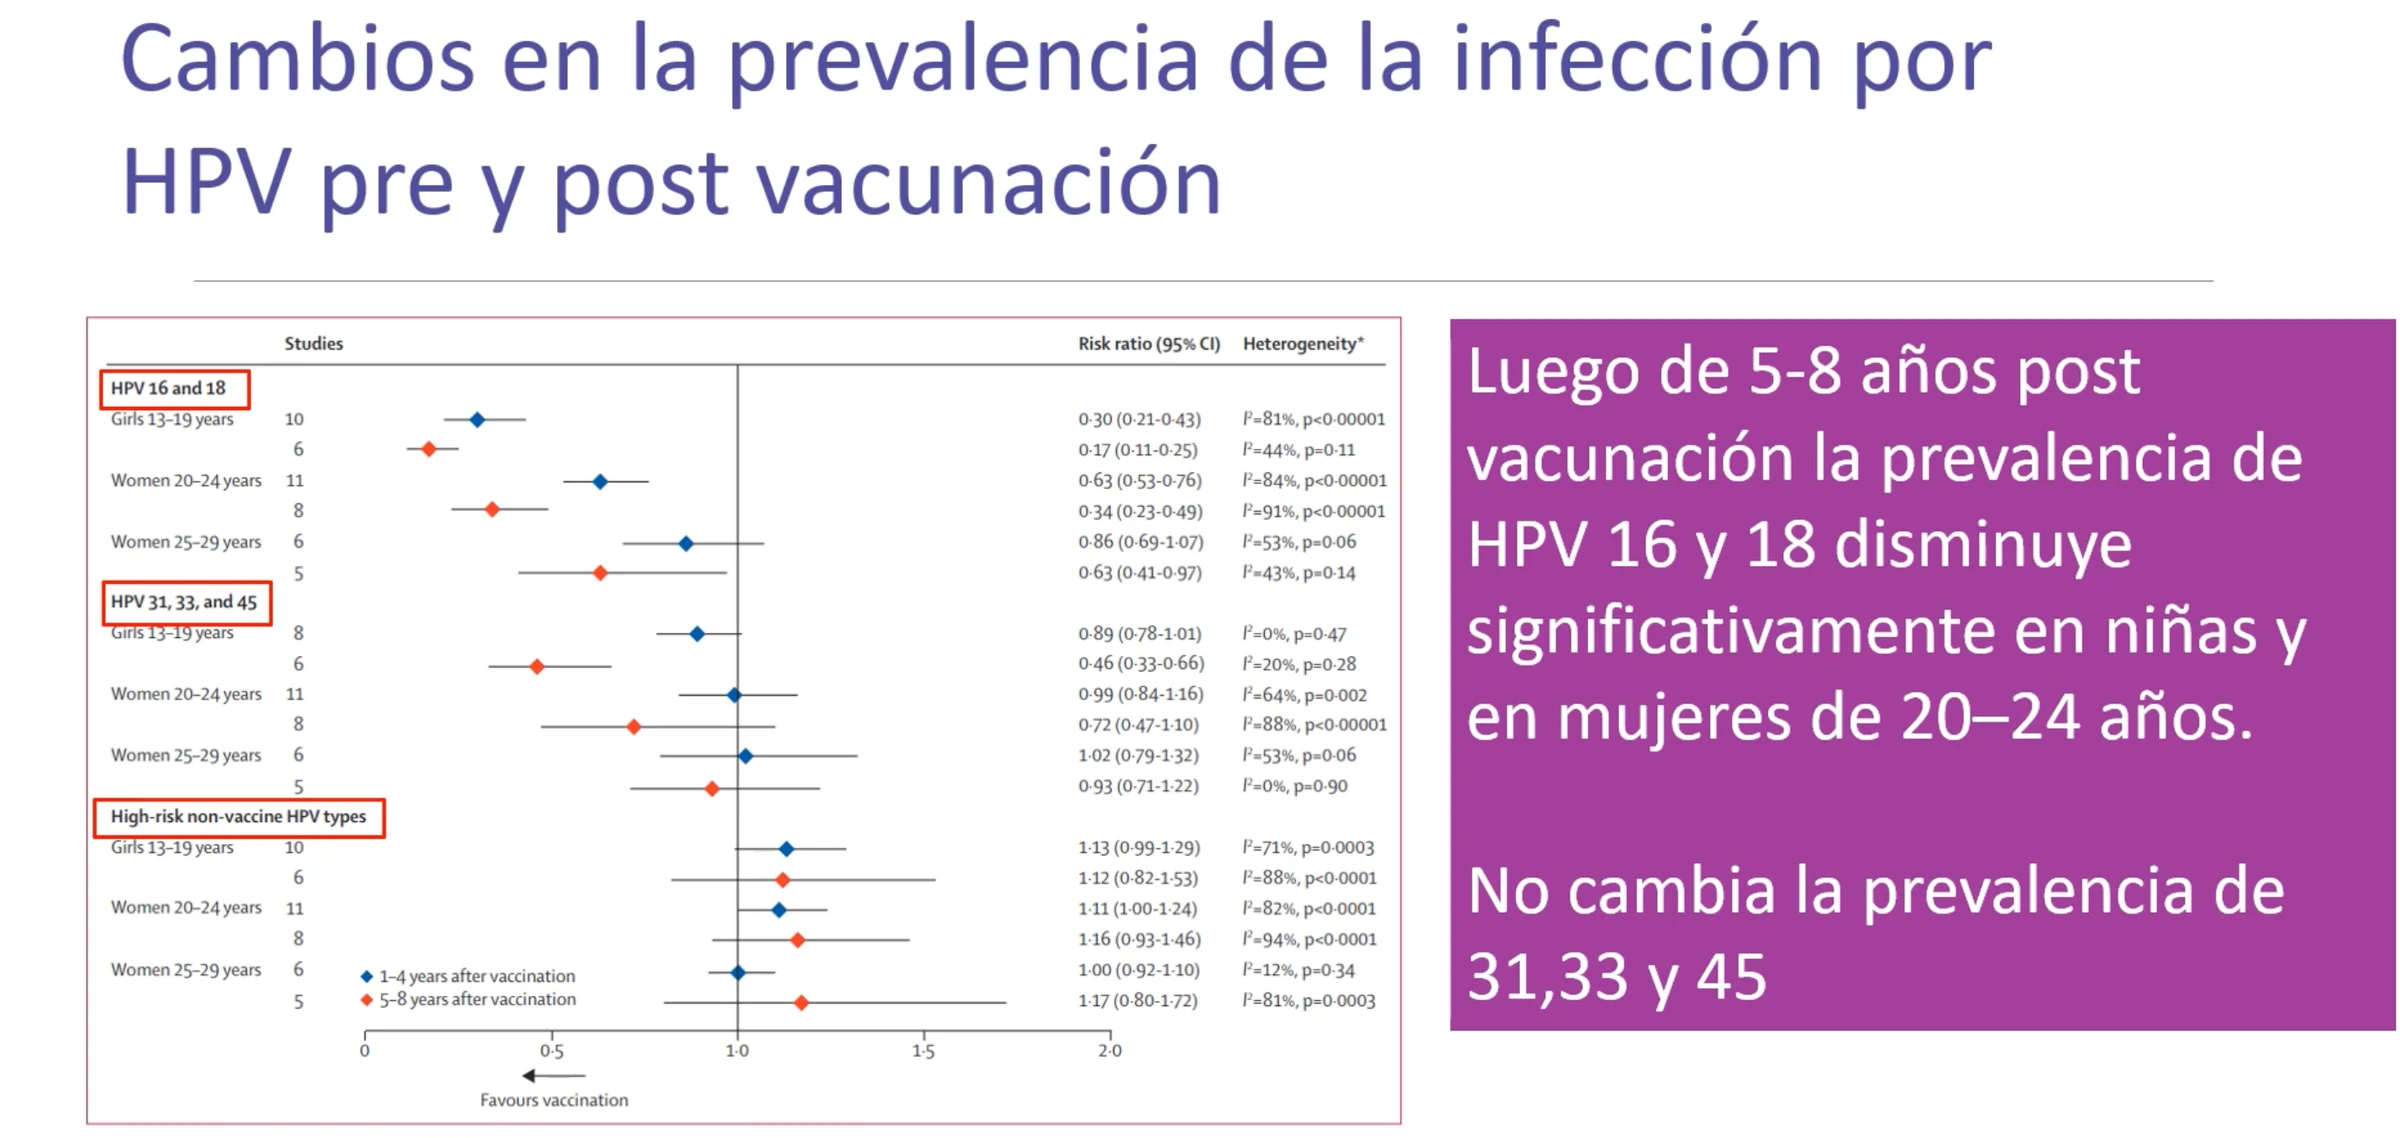 Cambios en la prevalencia de la infección por
HPV pre y post vacunación
Studies Risk ratio (95% CI) Heterogeneity*
HPV 16 and 18
Girls 13–19 years 10 0·30 (0·21-0·43) I²=81%, p<0·00001
6 0·17 (0·11-0·25) I²=44%, p=0·11
Women 20–24 years 11 0·63 (0·53-0·76) I²=84%, p<0·00001
8 0·34 (0·23-0·49) I²=91%, p<0·00001
Women 25–29 years 6 0·86 (0·69-1·07) I²=53%, p=0·06
5 0·63 (0·41-0·97) I²=43%, p=0·14
HPV 31, 33, and 45
Girls 13–19 years 8 0·89 (0·78-1·01) I²=0%, p=0·47
6 0·46 (0·33-0·66) I²=20%, p=0·28
Women 20–24 years 11 0·99 (0·84-1·16) I²=64%, p=0·002
8 0·72 (0·47-1·10) I²=88%, p<0·00001
Women 25–29 years 6 1·02 (0·79-1·32) I²=53%, p=0·06
5 0·93 (0·71-1·22) I²=0%, p=0·90
High-risk non-vaccine HPV types
Girls 13–19 years 10 1·13 (0·99-1·29) I²=71%, p=0·0003
6 1·12 (0·82-1·53) I²=88%, p<0·0001
Women 20–24 years 11 1·11 (1·00-1·24) I²=82%, p<0·0001
8 1·16 (0·93-1·46) I²=94%, p<0·0001
Women 25–29 years 6 1·00 (0·92-1·10) I²=12%, p=0·34
5 1·17 (0·80-1·72) I²=81%, p=0·0003
1–4 years after vaccination
5–8 years after vaccination
0 0·5 1·0 1·5 2·0
Favours vaccination
Luego de 5-8 años post
vacunación la prevalencia de
HPV 16 y 18 disminuye
significativamente en niñas y
en mujeres de 20–24 años.
No cambia la prevalencia de
31,33 y 45